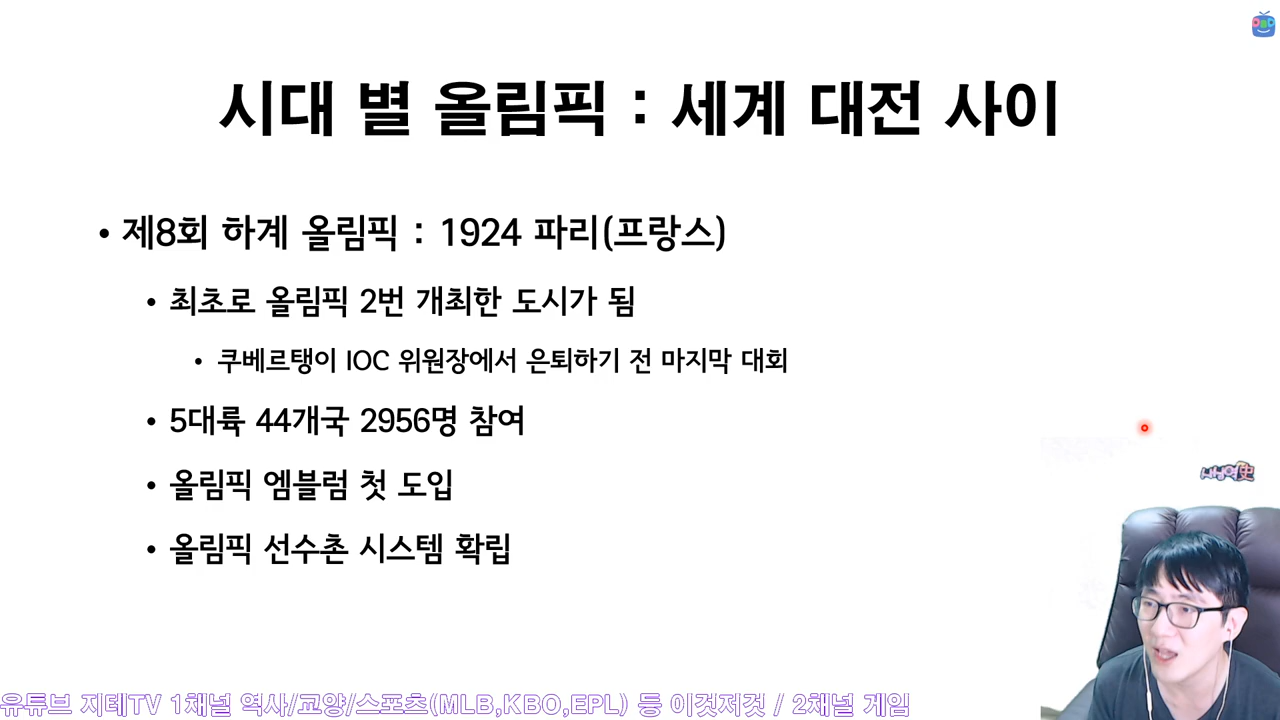 시대 별 올림픽 : 세계 대전 사이
• 제8회 하계 올림픽 : 1924 파리(프랑스)
• 최초로 올림픽 2번 개최한 도시가 됨
• 쿠베르탱이 IOC 위원장에서 은퇴하기 전 마지막 대회
• 5대륙 44개국 2956명 참여
• 올림픽 엠블럼 첫 도입
• 올림픽 선수촌 시스템 확립
유튜브 지테TV 1채널 역사/교양/스포츠(MLB,KBO,EPL) 등 이것저것 / 2채널 게임